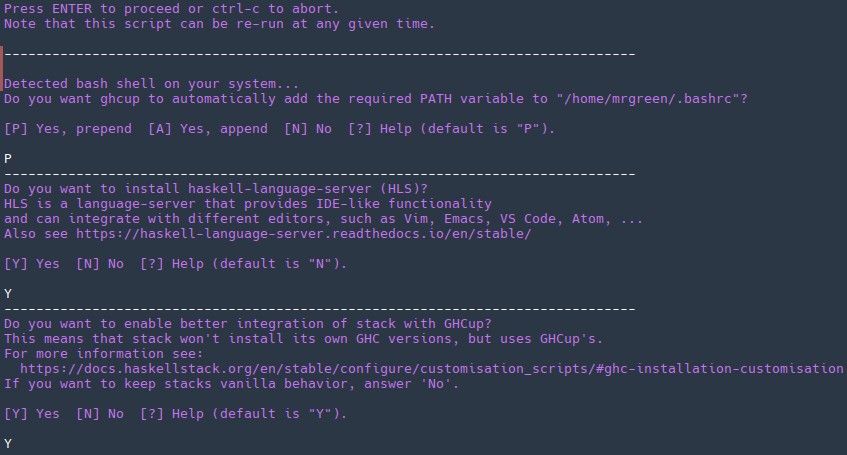 Press ENTER to proceed or ctrl-c to abort.
Note that this script can be re-run at any given time.
-------------------------------------------------------------------------------
Detected bash shell on your system...
Do you want ghcup to automatically add the required PATH variable to "/home/mrgreen/.bashrc"?
[P] Yes, prepend  [A] Yes, append  [N] No  [?] Help (default is "P").
P
-------------------------------------------------------------------------------
Do you want to install haskell-language-server (HLS)?
HLS is a language-server that provides IDE-like functionality
and can integrate with different editors, such as Vim, Emacs, VS Code, Atom, ...
Also see https://haskell-language-server.readthedocs.io/en/stable/
[Y] Yes  [N] No  [?] Help (default is "N").
Y
-------------------------------------------------------------------------------
Do you want to enable better integration of stack with GHCup?
This means that stack won't install its own GHC versions, but uses GHCup's.
For more information see:
  https://docs.haskellstack.org/en/stable/configure/customisation_scripts/#ghc-installation-customisation
If you want to keep stacks vanilla behavior, answer 'No'.
[Y] Yes  [N] No  [?] Help (default is "Y").
Y